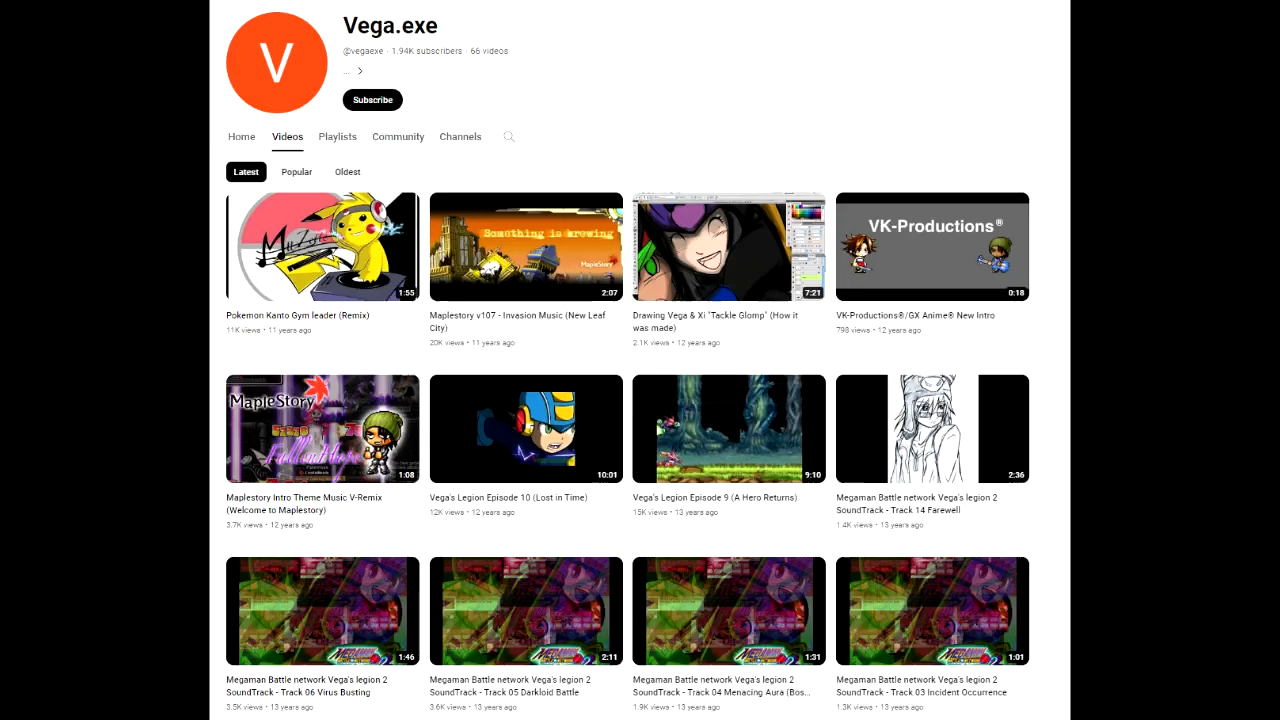 V
Vega.exe
@vegaexe · 1.94K subscribers · 66 videos
...
Subscribe
Home Videos Playlists Community Channels
Latest Popular Oldest
1:55
Something is brewing
MapleStory
2:07
7:21
VK-Productions®
0:18
Pokemon Kanto Gym leader (Remix)
11K views • 11 years ago
Maplestory v107 - Invasion Music (New Leaf
City)
20K views • 11 years ago
Drawing Vega & Xi "Tackle Glomp" (How it
was made)
2.1K views • 12 years ago
VK-Productions®/GX Anime® New Intro
798 views • 12 years ago
MapleStory
1:08
10:01
9:10
2:36
Maplestory Intro Theme Music V-Remix
(Welcome to Maplestory)
3.7K views • 12 years ago
Vega's Legion Episode 10 (Lost in Time)
12K views • 12 years ago
Vega's Legion Episode 9 (A Hero Returns)
15K views • 13 years ago
Megaman Battle network Vega's legion 2
SoundTrack - Track 14 Farewell
1.4K views • 13 years ago
MEGAMAN
1:46
MEGAMAN
2:11
MEGAMAN
1:31
MEGAMAN
1:01
Megaman Battle network Vega's legion 2
SoundTrack - Track 06 Virus Busting
3.5K views • 13 years ago
Megaman Battle network Vega's legion 2
SoundTrack - Track 05 Darkloid Battle
3.6K views • 13 years ago
Megaman Battle network Vega's legion 2
SoundTrack - Track 04 Menacing Aura (Bos...
1.9K views • 13 years ago
Megaman Battle network Vega's legion 2
SoundTrack - Track 03 Incident Occurrence
1.3K views • 13 years ago